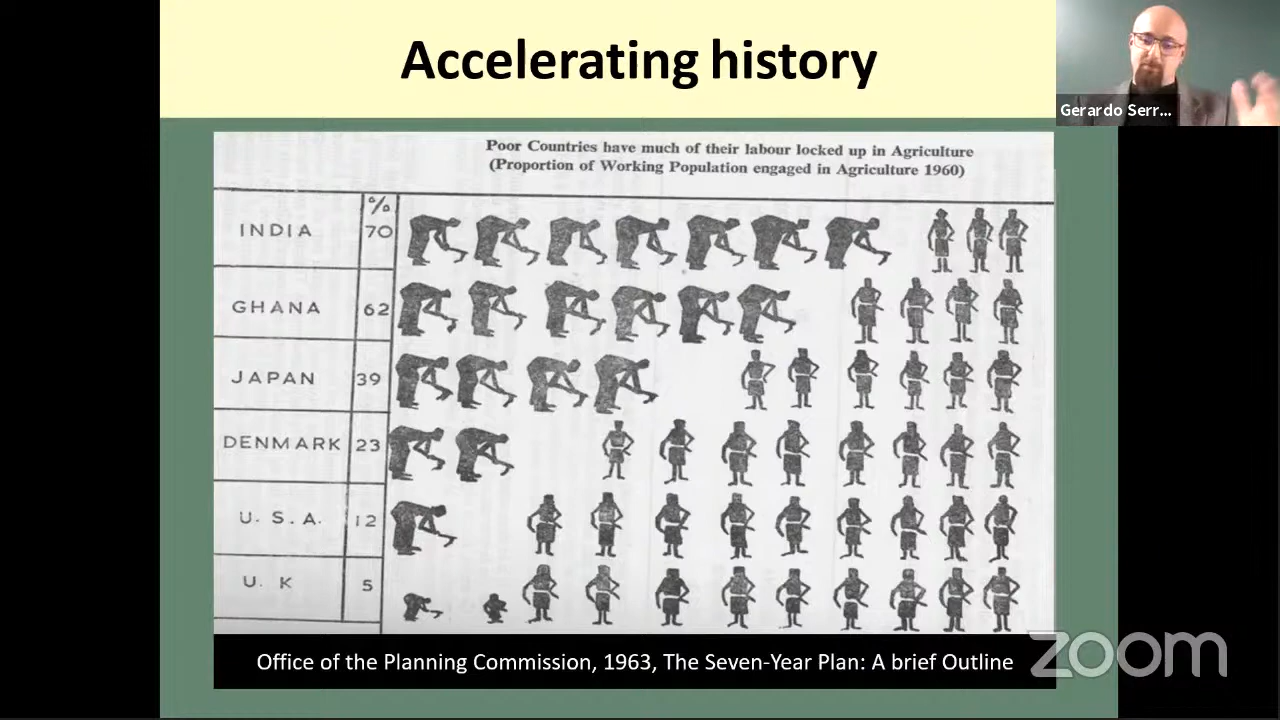 Accelerating history
Gerardo Serr...
Poor Countries have much of their labour locked up in Agriculture
(Proportion of Working Population engaged in Agriculture 1960)
%
INDIA 70
GHANA 62
JAPAN 39
DENMARK 23
U.S.A. 12
U.K 5
Office of the Planning Commission, 1963, The Seven-Year Plan: A brief Outline
zoom